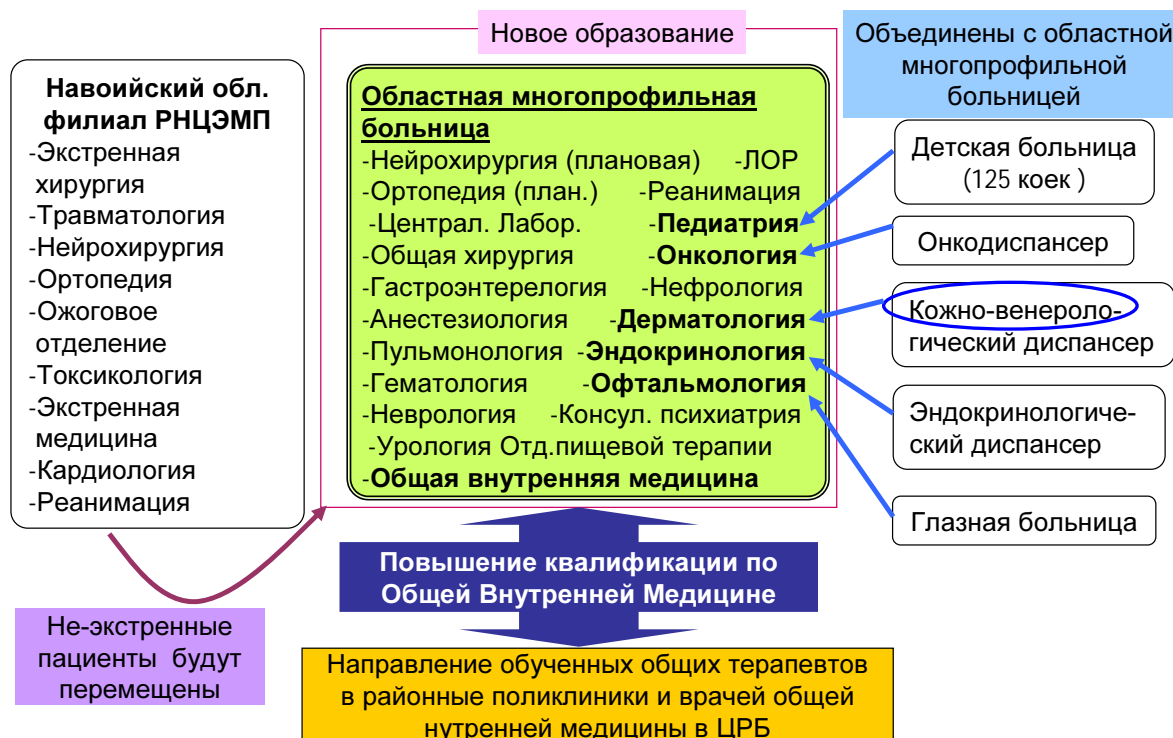 Новое образование
Объединены с областной
многопрофильной
больницей
Навоийский обл.
филиал РНЦЭМП
-Экстренная
хирургия
-Травматология
-Нейрохирургия
-Ортопедия
-Ожоговое
отделение
-Токсикология
-Экстренная
медицина
-Кардиология
-Реанимация
Областная многопрофильная
больница
-Нейрохирургия (плановая) -ЛОР
-Ортопедия (план.) -Реанимация
-Централ. Лабор. -Педиатрия
-Общая хирургия -Онкология
-Гастроэнтерелогия -Нефрология
-Анестезиология -Дерматология
-Пульмонология -Эндокринология
-Гематология -Офтальмология
-Неврология -Консул. психиатрия
-Урология Отд.пищевой терапии
-Общая внутренняя медицина
Детская больница
(125 коек )
Онкодиспансер
Кожно-венероло-
гический диспансер
Эндокринологиче-
ский диспансер
Глазная больница
Повышение квалификации по
Общей Внутренней Медицине
Не-экстренные
пациенты будут
перемещены
Направление обученных общих терапевтов
в районные поликлиники и врачей общей
нутренней медицины в ЦРБ